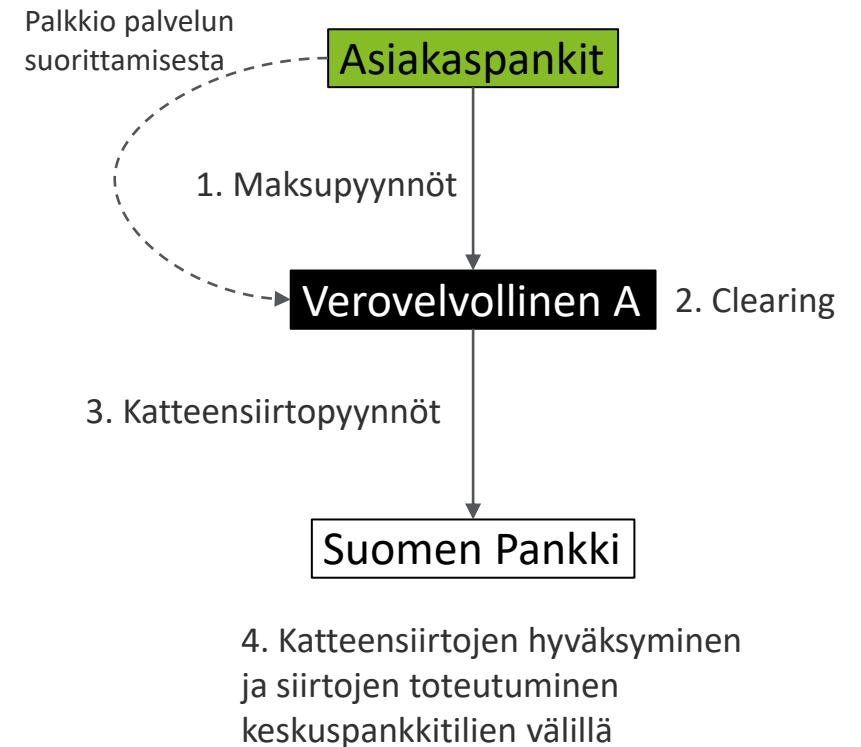 Palkkio palvelun
suorittamisesta
Asiakaspankit
1. Maksupyynnöt
Verovelvollinen A
2. Clearing
3. Katteensiirtopyynnöt
Suomen Pankki
4. Katteensiirtojen hyväksyminen
ja siirtojen toteutuminen
keskuspankkitilien välillä